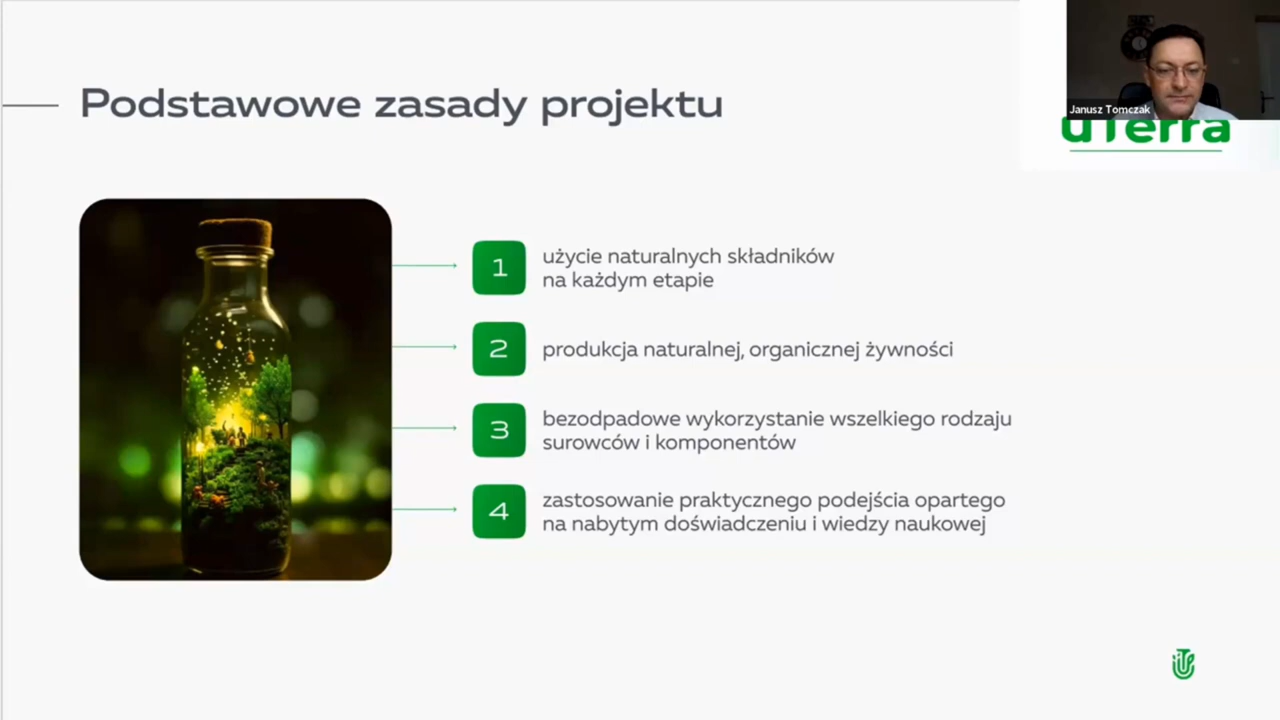 Podstawowe zasady projektu
Janusz Tomczak
uTerra
1
użycie naturalnych składników
na każdym etapie
2
produkcja naturalnej, organicznej żywności
3
bezodpadowe wykorzystanie wszelkiego rodzaju
surowców i komponentów
4
zastosowanie praktycznego podejścia opartego
na nabytym doświadczeniu i wiedzy naukowej